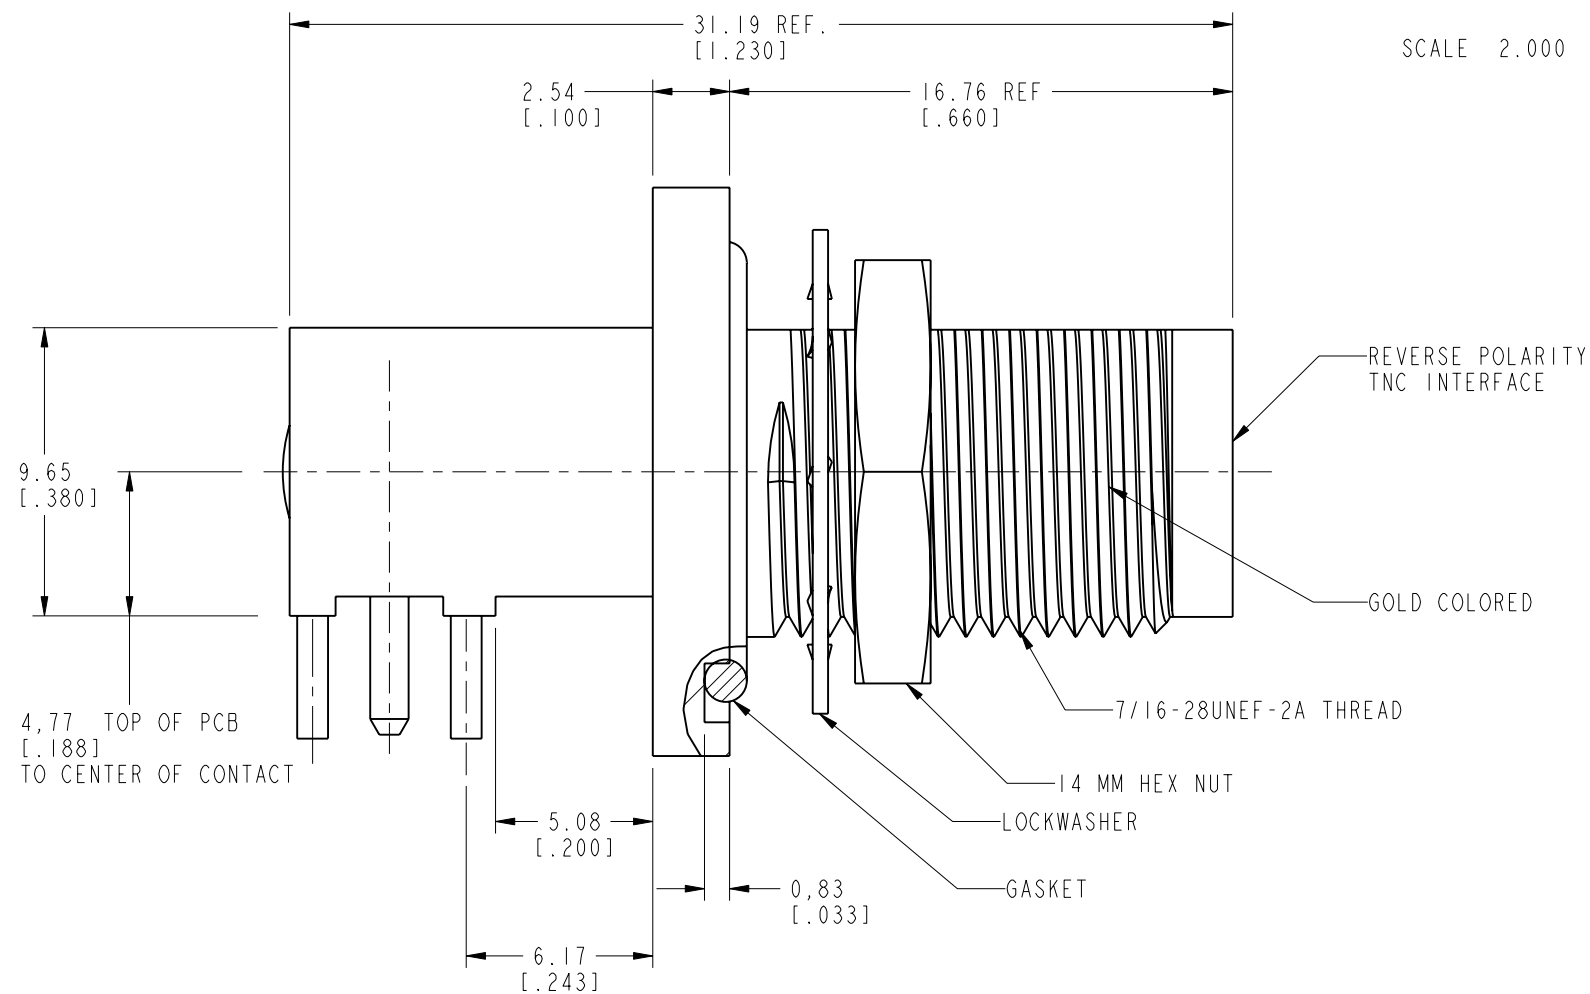 31.19 REF.
[1.230]
SCALE 2.000
2.54
[.100]
16.76 REF
[.660]
REVERSE POLARITY
TNC INTERFACE
9.65
[.380]
GOLD COLORED
7/16-28UNEF-2A THREAD
4,77 TOP OF PCB
[.188]
TO CENTER OF CONTACT
14 MM HEX NUT
LOCKWASHER
5.08
[.200]
GASKET
0,83
[.033]
6.17
[.243]